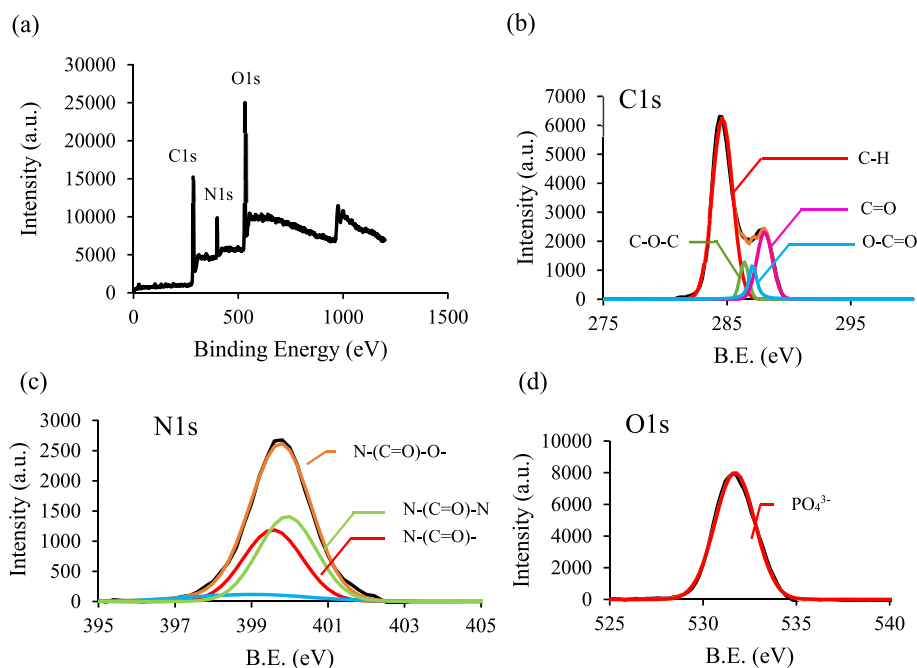 (a)
30000
25000
20000
15000
10000
5000
0
0 500 1000 1500
Intensity (a.u.)
Binding Energy (eV)
C1s
N1s
O1s
(b)
C1s
7000
6000
5000
4000
3000
2000
1000
0
275 285 295
Intensity (a.u.)
B.E. (eV)
C-H
C=O
C-O-C
O-C=O
(c)
N1s
3000
2500
2000
1500
1000
500
0
395 397 399 401 403 405
Intensity (a.u.)
B.E. (eV)
N-(C=O)-O-
N-(C=O)-N
N-(C=O)-
(d)
O1s
12000
10000
8000
6000
4000
2000
0
525 530 535 540
Intensity (a.u.)
B.E. (eV)
PO₄³⁻